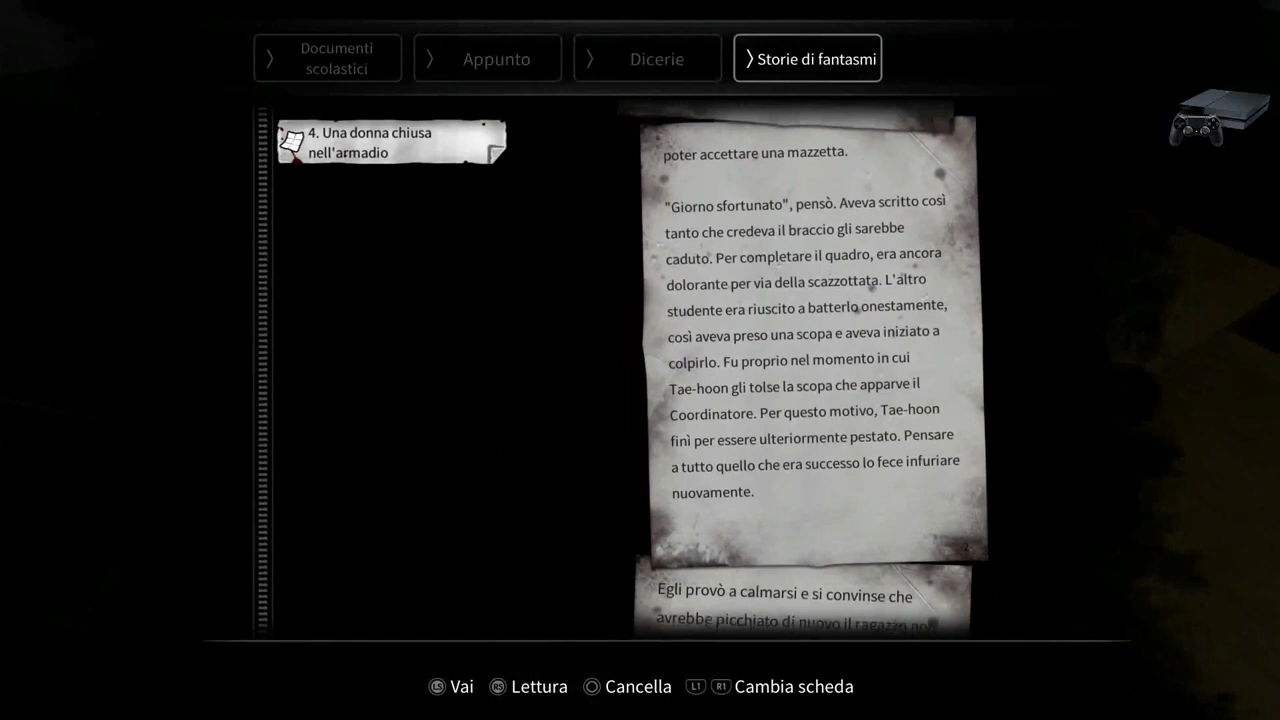 Documenti
scolastici
Appunto
Dicerie
Storie di fantasmi
4. Una donna chiusa
nell'armadio
poter accettare una mazzetta.
"Giorno sfortunato", pensò. Aveva scritto così
tanto che credeva il braccio gli sarebbe
caduto. Per completare il quadro, era ancora
dolorante per via della scazzottata. L'altro
studente era riuscito a batterlo onestamente,
così aveva preso una scopa e aveva iniziato a
colpirlo. Fu proprio nel momento in cui
Tae-hoon gli tolse la scopa che apparve il
Coordinatore. Per questo motivo, Tae-hoon
finì per essere ulteriormente pestato. Pensare
a tutto quello che era successo lo fece infuriare
nuovamente.
Egli provò a calmarsi e si convinse che
avrebbe picchiato di nuovo il ragazzo non
LS Vai RS Lettura Cancella L1 R1 Cambia scheda